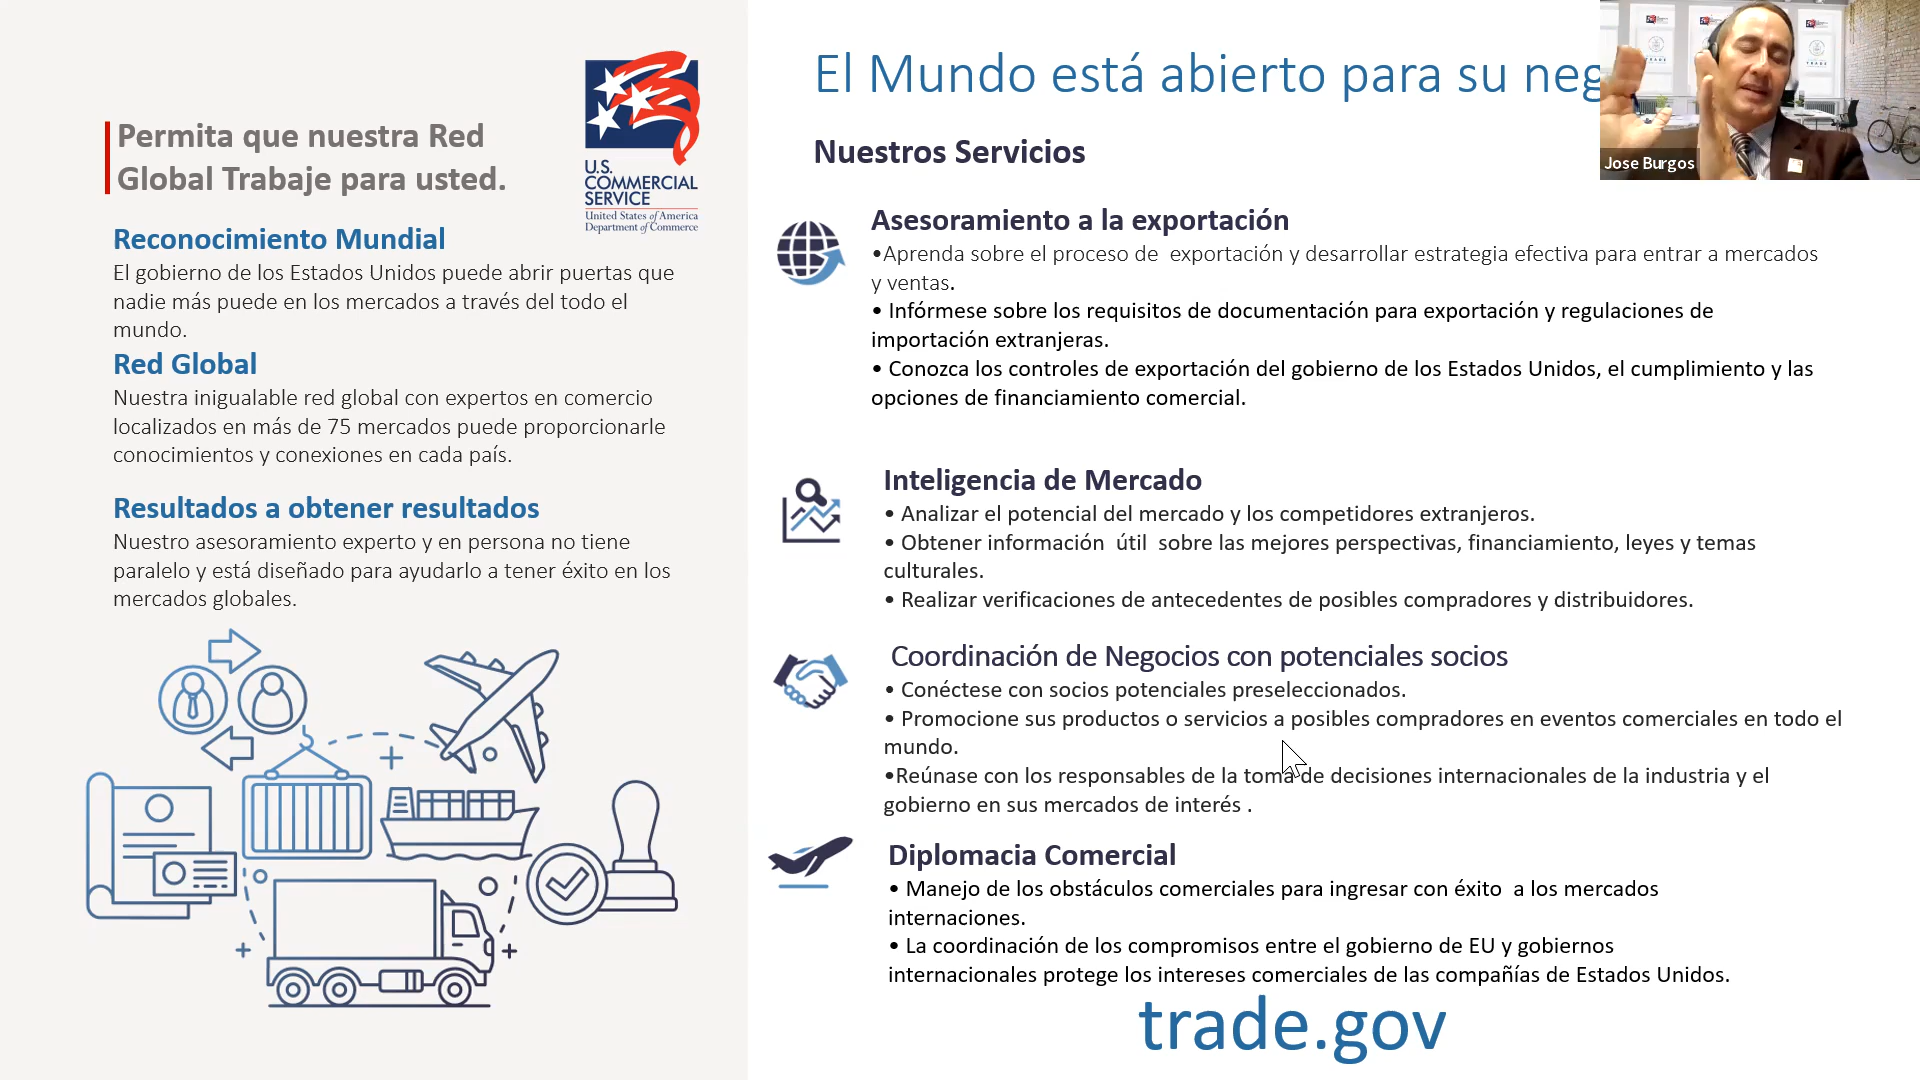 Permita que nuestra Red
Global Trabaje para usted.
U.S.
COMMERCIAL
SERVICE
United States of America
Department of Commerce
Reconocimiento Mundial
El gobierno de los Estados Unidos puede abrir puertas que
nadie más puede en los mercados a través del todo el
mundo.
Red Global
Nuestra inigualable red global con expertos en comercio
localizados en más de 75 mercados puede proporcionarle
conocimientos y conexiones en cada país.
Resultados a obtener resultados
Nuestro asesoramiento experto y en persona no tiene
paralelo y está diseñado para ayudarlo a tener éxito en los
mercados globales.
El Mundo está abierto para su neg
Jose Burgos
Nuestros Servicios
Asesoramiento a la exportación
•Aprenda sobre el proceso de  exportación y desarrollar estrategia efectiva para entrar a mercados
y ventas.
• Infórmese sobre los requisitos de documentación para exportación y regulaciones de
importación extranjeras.
• Conozca los controles de exportación del gobierno de los Estados Unidos, el cumplimiento y las
opciones de financiamiento comercial.
Inteligencia de Mercado
• Analizar el potencial del mercado y los competidores extranjeros.
• Obtener información  útil  sobre las mejores perspectivas, financiamiento, leyes y temas
culturales.
• Realizar verificaciones de antecedentes de posibles compradores y distribuidores.
Coordinación de Negocios con potenciales socios
• Conéctese con socios potenciales preseleccionados.
• Promocione sus productos o servicios a posibles compradores en eventos comerciales en todo el
mundo.
•Reúnase con los responsables de la toma de decisiones internacionales de la industria y el
gobierno en sus mercados de interés .
Diplomacia Comercial
• Manejo de los obstáculos comerciales para ingresar con éxito  a los mercados
internaciones.
• La coordinación de los compromisos entre el gobierno de EU y gobiernos
internacionales protege los intereses comerciales de las compañías de Estados Unidos.
trade.gov